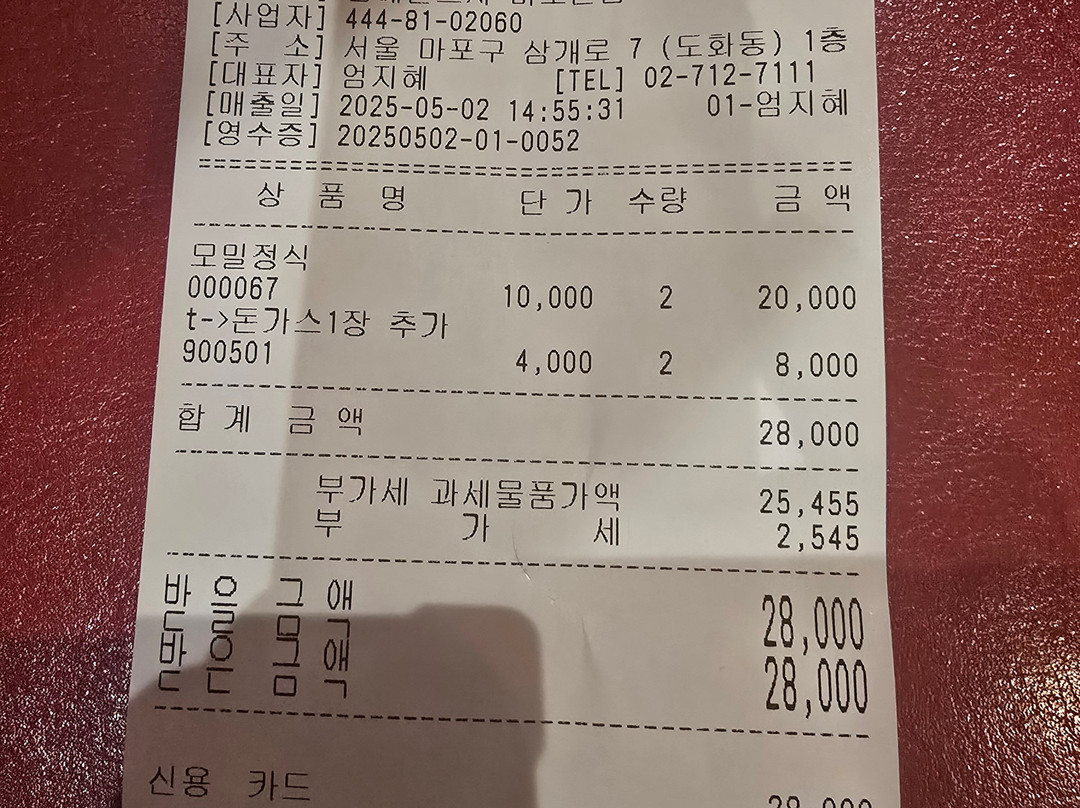 [사업자] 444-81-02060
[주 소] 서울 마포구 삼개로 7 (도화동) 1층
[대표자] 엄지혜 [TEL] 02-712-7111
[매출일] 2025-05-02 14:55:31 01-엄지혜
[영수증] 20250502-01-0052
상 품 명 단 가 수량 금 액
모밀정식
000067 10,000 2 20,000
t->돈가스1장 추가
900501 4,000 2 8,000
합 계 금 액 28,000
부가세 과세물품가액 25,455
부 가 세 2,545
받 을 금 액 28,000
받 은 금 액 28,000
신용 카드 28,000